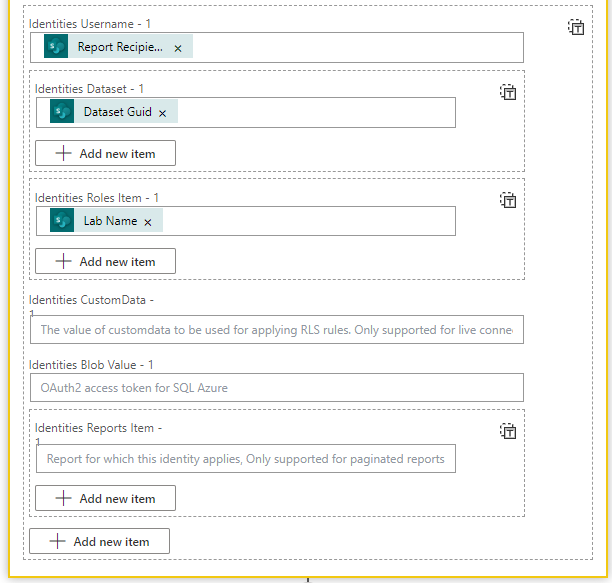 Identities Username - 1
Report Recipie... ×
Identities Dataset - 1
Dataset Guid ×
Add new item
Identities Roles Item - 1
Lab Name ×
Add new item
Identities CustomData -
1
The value of customdata to be used for applying RLS rules. Only supported for live conne
Identities Blob Value - 1
OAuth2 access token for SQL Azure
Identities Reports Item -
1
Report for which this identity applies, Only supported for paginated reports
Add new item
Add new item